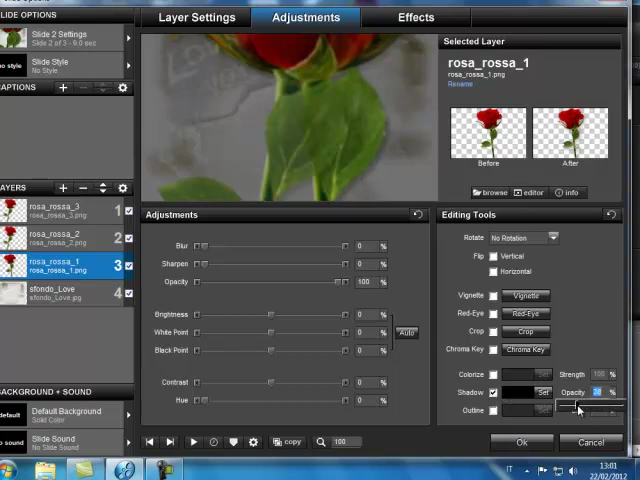 Slide Options
LIDE OPTIONS
Layer Settings
Adjustments
Effects
Slide 2 Settings
Slide 2 of 3 - 6.0 sec
no style
Slide Style
No Style
CAPTIONS
AYERS
rosa_rossa_3
rosa_rossa_3.png
1
rosa_rossa_2
rosa_rossa_2.png
2
rosa_rossa_1
rosa_rossa_1.png
3
sfondo_Love
sfondo_Love.jpg
4
BACKGROUND + SOUND
default
Default Background
Solid Color
no sound
Slide Sound
No Slide Sound
Selected Layer
rosa_rossa_1
rosa_rossa_1.png
Rename
Before
After
browse
editor
info
Adjustments
Blur 0 %
Sharpen 0 %
Opacity 100 %
Brightness 0 %
White Point 0 %
Auto
Black Point 0 %
Contrast 0 %
Hue 0 %
Editing Tools
Rotate No Rotation
Flip Vertical
Horizontal
Vignette Vignette
Red-Eye Red-Eye
Crop Crop
Chroma Key Chroma Key
Colorize Set Strength 100 %
Shadow Set Opacity %
Outline Set
copy
100
Ok
Cancel
IT
13:01
22/02/2012